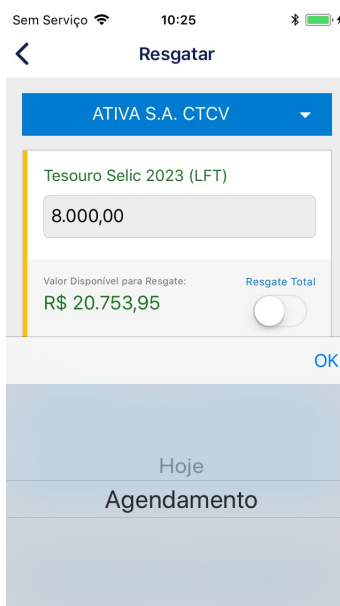 Sem Serviço 10:25
Resgatar
ATIVA S.A. CTCV
Tesouro Selic 2023 (LFT)
8.000,00
Valor Disponível para Resgate: Resgate Total
R$ 20.753,95
OK
Hoje
Agendamento